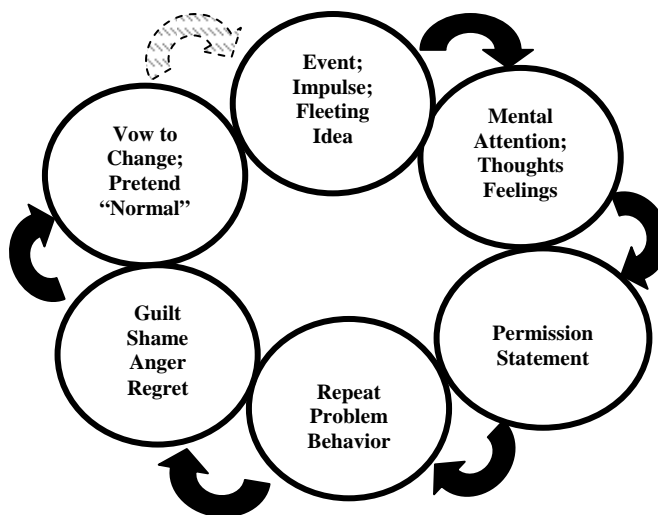 Event;
Impulse;
Fleeting
Idea
Mental
Attention;
Thoughts
Feelings
Permission
Statement
Repeat
Problem
Behavior
Guilt
Shame
Anger
Regret
Vow to
Change;
Pretend
“Normal”